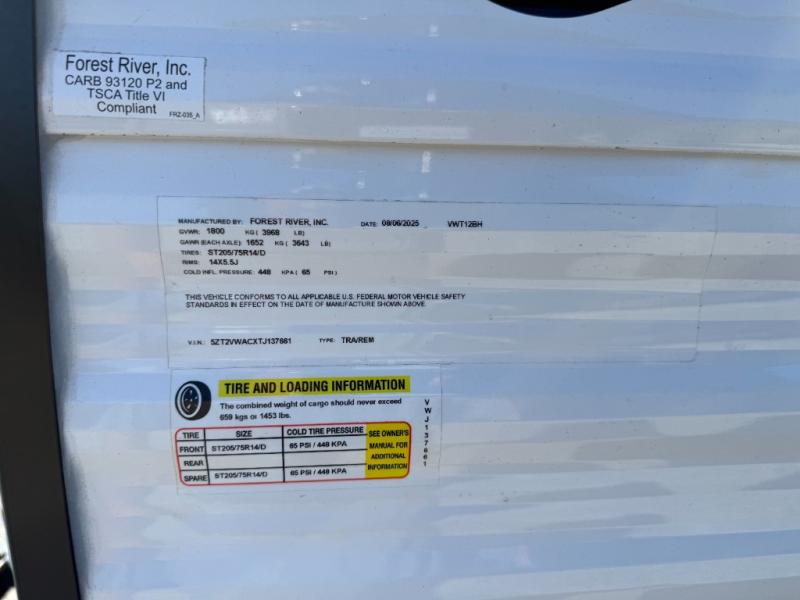 Forest River, Inc.
CARB 93120 P2 and
TSCA Title VI
Compliant
FRZ-035_A
MANUFACTURED BY: FOREST RIVER, INC. DATE: 08/06/2025 VWT12BH
GVWR: 1800 KG ( 3968 LB)
GAWR (EACH AXLE): 1652 KG ( 3643 LB)
TIRES: ST205/75R14/D
RIMS: 14X5.5J
COLD INFL. PRESSURE: 448 KPA ( 65 PSI)
THIS VEHICLE CONFORMS TO ALL APPLICABLE U.S. FEDERAL MOTOR VEHICLE SAFETY
STANDARDS IN EFFECT ON THE DATE OF MANUFACTURE SHOWN ABOVE.
V.I.N.: 5ZT2VWACXTJ137661 TYPE: TRA/REM
TIRE AND LOADING INFORMATION
The combined weight of cargo should never exceed
659 kgs or 1453 lbs.
TIRE SIZE COLD TIRE PRESSURE SEE OWNER'S
MANUAL FOR
ADDITIONAL
INFORMATION
FRONT ST205/75R14/D 65 PSI / 448 KPA
REAR
SPARE ST205/75R14/D 65 PSI / 448 KPA
VWJ137661